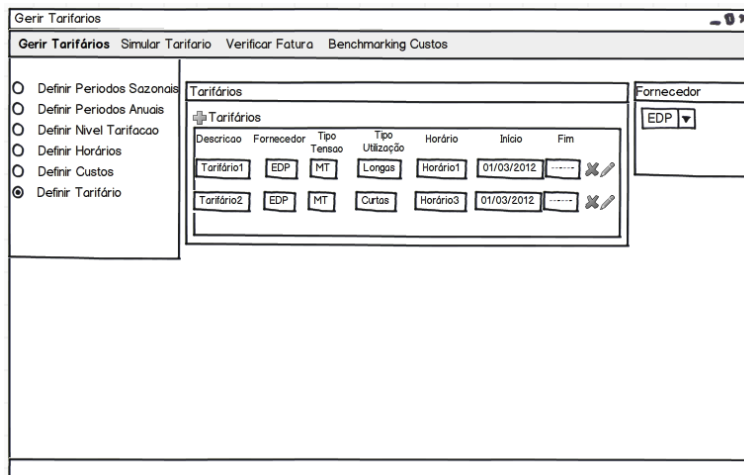 Gerir Tarifarios
Gerir Tarifários Simular Tarifario Verificar Fatura Benchmarking Custos
Definir Periodos Sazonais
Definir Periodos Anuais
Definir Nivel Tarifacao
Definir Horários
Definir Custos
Definir Tarifário
Tarifários
Tarifários
Descricao Fornecedor Tipo Tensao Tipo Utilização Horário Início Fim
Tarifário1 EDP MT Longas Horário1 01/03/2012 ------
Tarifário2 EDP MT Curtas Horário3 01/03/2012 ------
Fornecedor
EDP